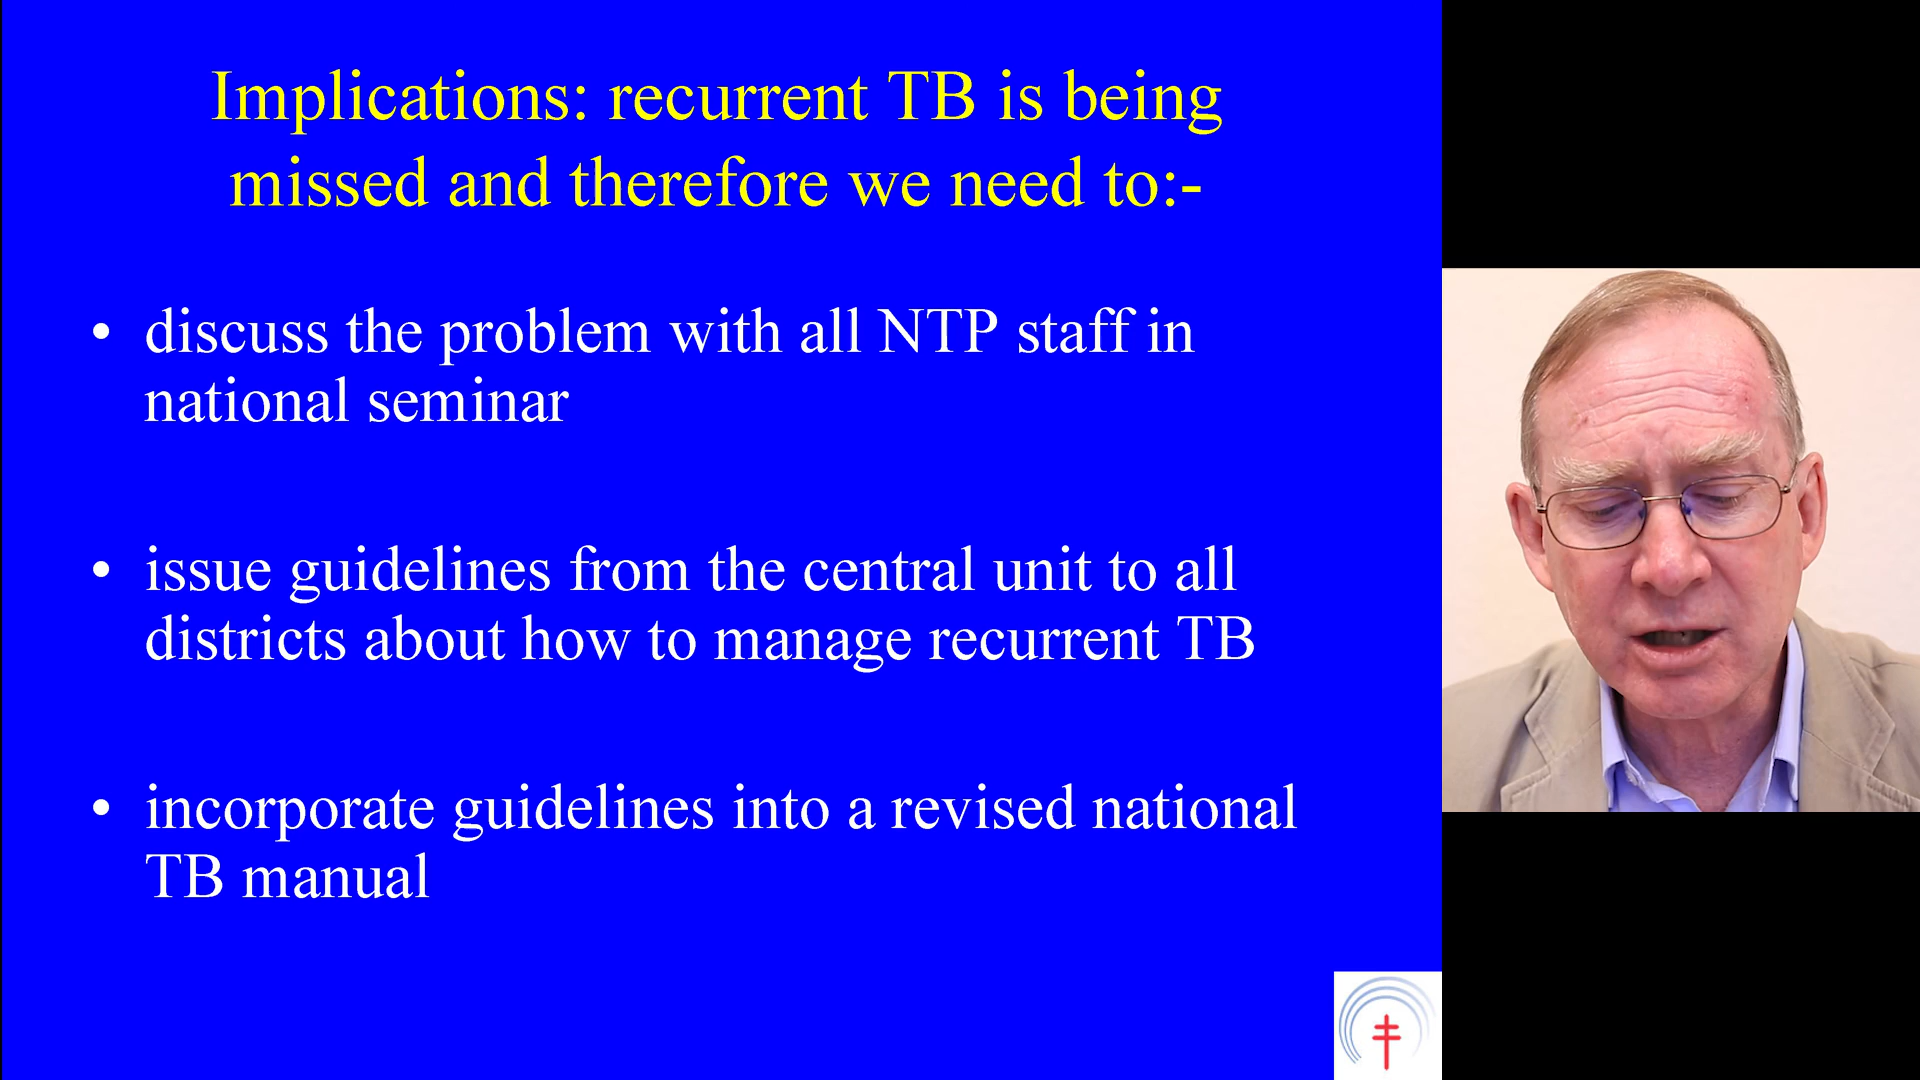 Implications: recurrent TB is being
missed and therefore we need to:-
• discuss the problem with all NTP staff in
national seminar
• issue guidelines from the central unit to all
districts about how to manage recurrent TB
• incorporate guidelines into a revised national
TB manual